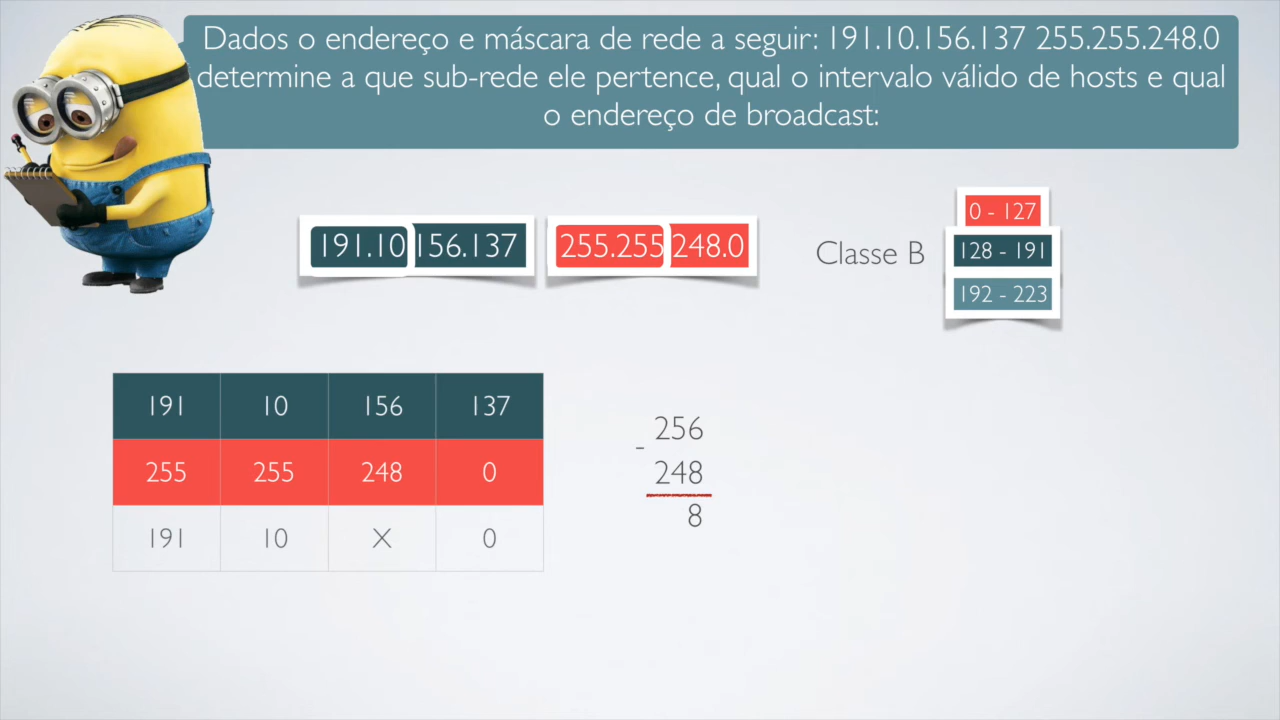 Dados o endereço e máscara de rede a seguir: 191.10.156.137 255.255.248.0
determine a que sub-rede ele pertence, qual o intervalo válido de hosts e qual
o endereço de broadcast:
191.10 156.137 255.255 248.0
Classe B
0 - 127
128 - 191
192 - 223
191 10 156 137
255 255 248 0
191 10 X 0
256
- 248
8